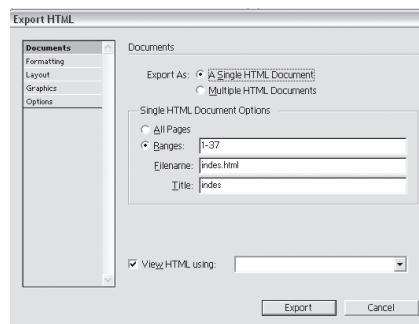 Export HTML
Documents
Formatting
Layout
Graphics
Options
Documents
Export As: A Single HTML Document
Multiple HTML Documents
Single HTML Document Options
All Pages
Ranges: 1-37
Filename: indes.html
Title: indes
View HTML using:
Export Cancel